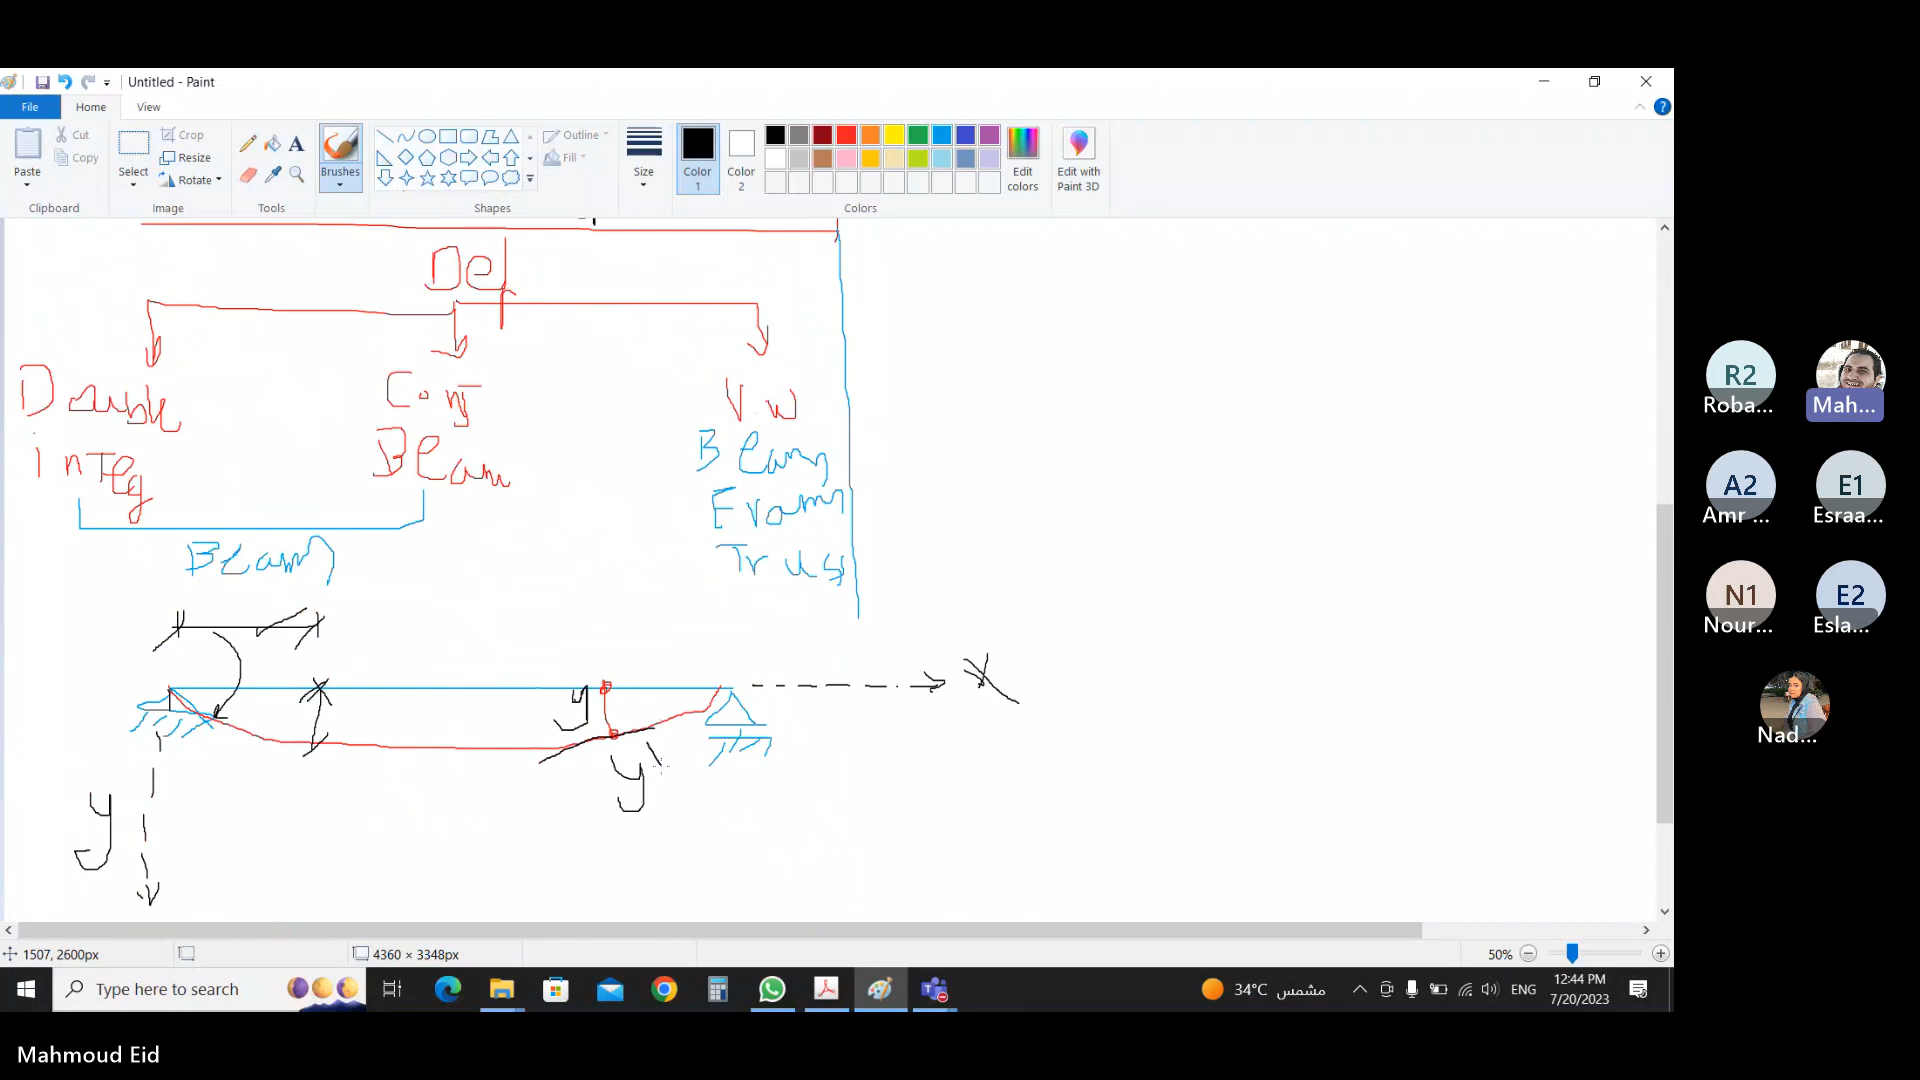 Untitled - Paint
File
Home
View
Paste
Cut
Copy
Clipboard
Select
Crop
Resize
Rotate
Image
Tools
Brushes
Shapes
Outline
Fill
Size
Color 1
Color 2
Edit colors
Edit with Paint 3D
Colors
Def
Double
integ
Conj
Beam
V.W
Beam
Fram
Trus
Beam
X
y
y
y
1507, 2600px
4360 × 3348px
50%
Type here to search
34°C
مشمس
ENG
12:44 PM
7/20/2023
R2
Roba...
Mah...
A2
Amr ...
E1
Esraa...
N1
Nour...
E2
Esla...
Nad...
Mahmoud Eid